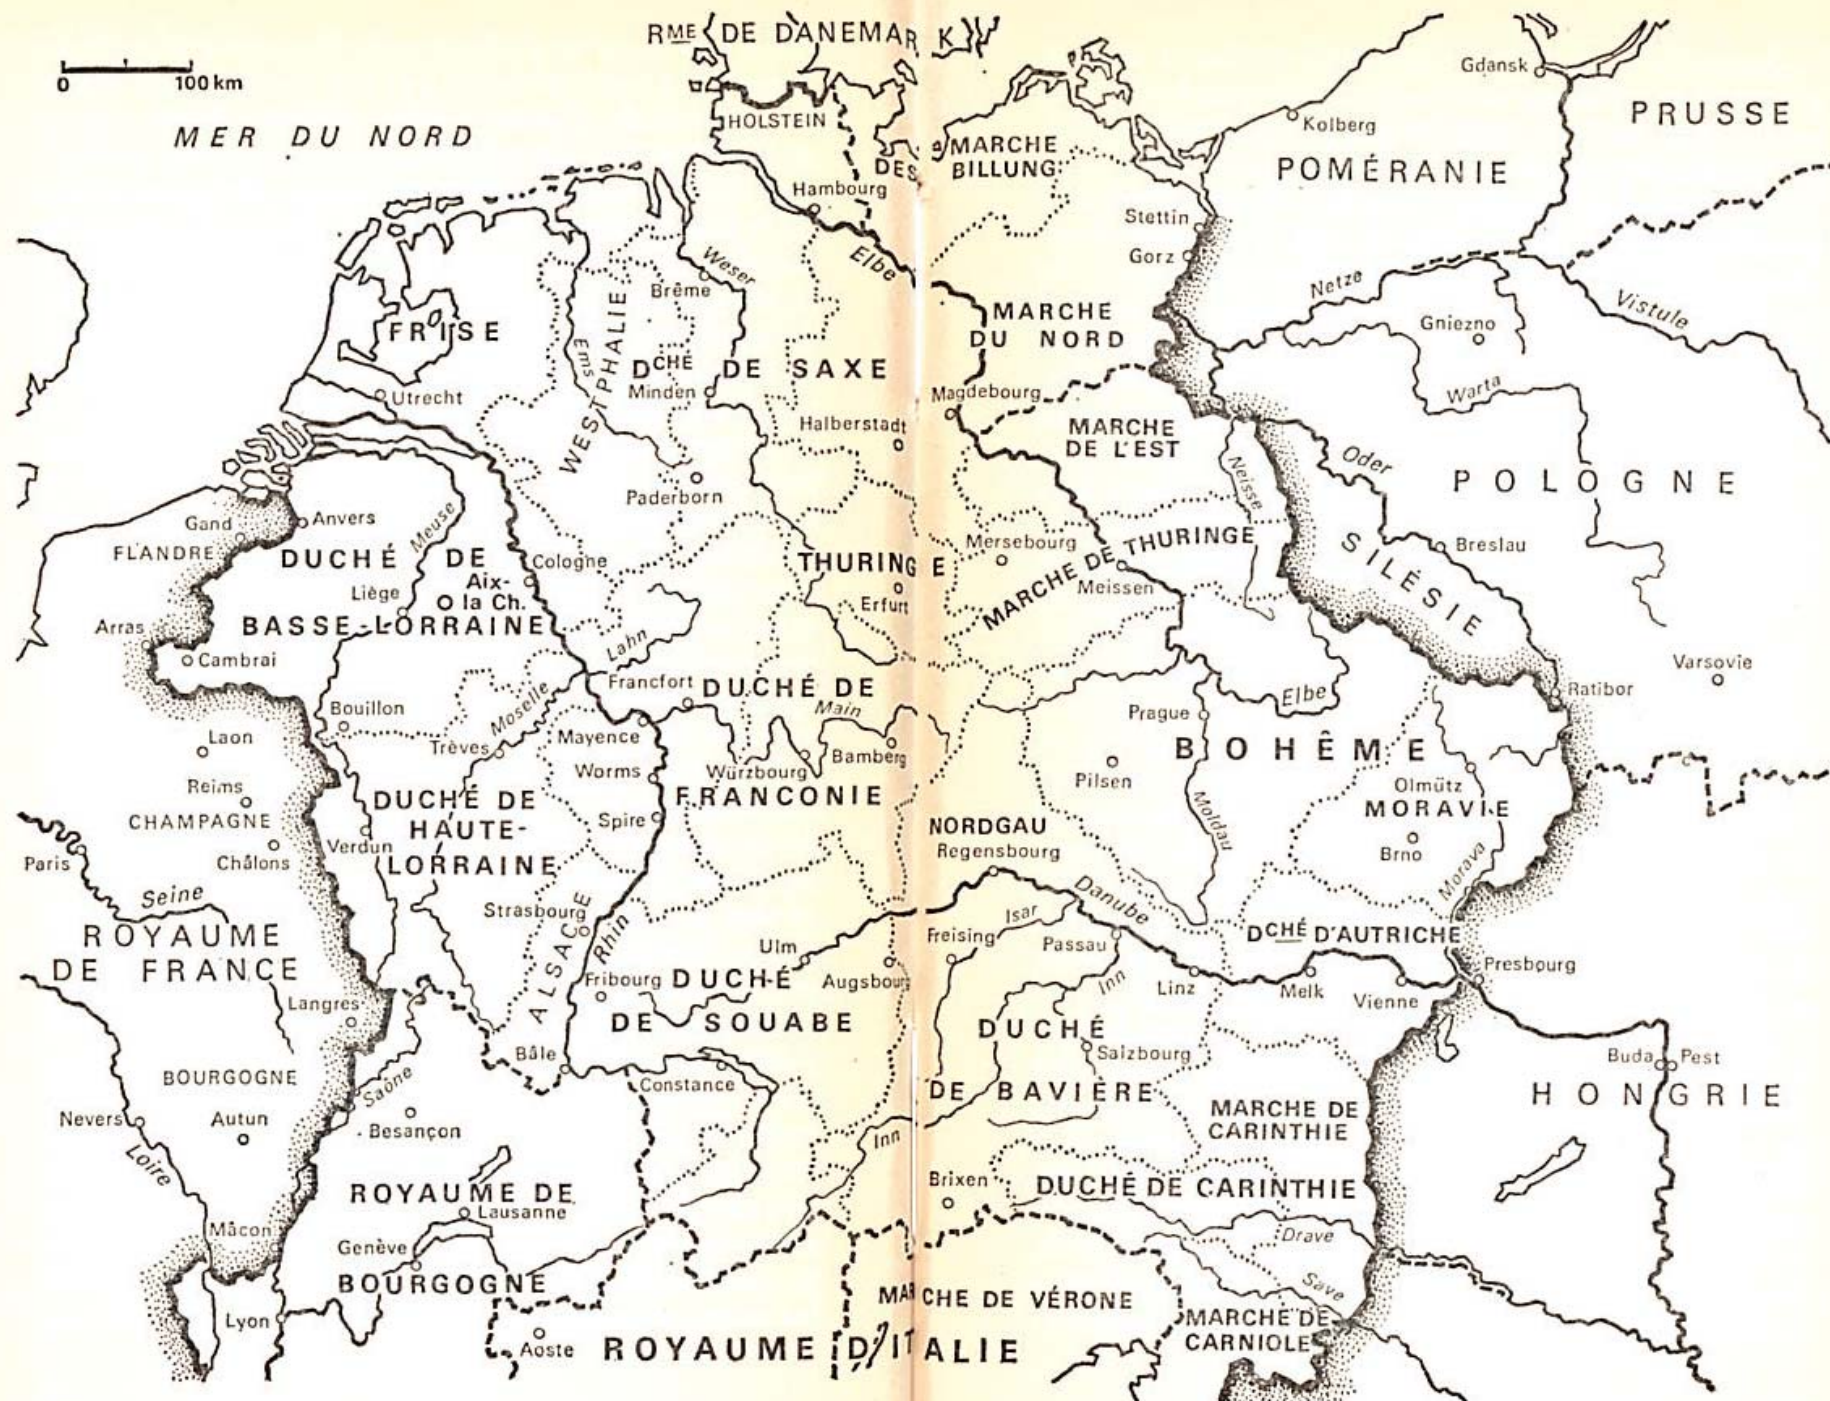 RME DE DANEMARK
0 100 km
MER DU NORD
Gdansk
PRUSSE
HOLSTEIN
Kolberg
MARCHE
DES BILLUNG
POMÉRANIE
Hambourg
Stettin
Elbe
Gorz
Weser
Brême
Netze
Vistule
FRISE
MARCHE
DU NORD
Gniezno
WESTPHALIE
Ems
DCHÉ DE SAXE
Minden
Utrecht
Magdebourg
Warta
Halberstadt
MARCHE
DE L'EST
Oder
Neisse
POLOGNE
Paderborn
Gand
Anvers
Meuse
FLANDRE
DUCHÉ DE
BASSE-LORRAINE
Cologne
Aix-
la Ch.
Liège
THURINGE
Erfurt
Mersebourg
MARCHE DE THURINGE
Meissen
Breslau
SILÉSIE
Arras
Cambrai
Lahn
Varsovie
Francfort
DUCHÉ DE
FRANCONIE
Main
Elbe
Ratibor
Bouillon
Moselle
Prague
Laon
Trèves
Mayence
Bamberg
BOHÊME
Worms
Würzbourg
Pilsen
Reims
Olmütz
MORAVIE
DUCHÉ DE
HAUTE-
LORRAINE
Moldau
CHAMPAGNE
Spire
NORDGAU
Regensbourg
Verdun
Brno
Paris
Châlons
Morava
Seine
Danube
Strasbourg
ALSACE
Rhin
Isar
ROYAUME
DE FRANCE
Ulm
Freising
Passau
DCHÉ D'AUTRICHE
Presbourg
Fribourg
DUCHÉ
DE SOUABE
Augsbourg
Inn
Linz
Melk
Vienne
Langres
DUCHÉ
DE BAVIÈRE
Bâle
Salzbourg
Buda
Pest
BOURGOGNE
Saône
Constance
HONGRIE
Nevers
Autun
Besançon
MARCHE DE
CARINTHIE
Inn
Loire
Brixen
ROYAUME DE
BOURGOGNE
DUCHÉ DE CARINTHIE
Lausanne
Mâcon
Genève
Drave
Save
MARCHE DE VÉRONE
Lyon
MARCHE DE
CARNIOLE
Aoste
ROYAUME D'ITALIE